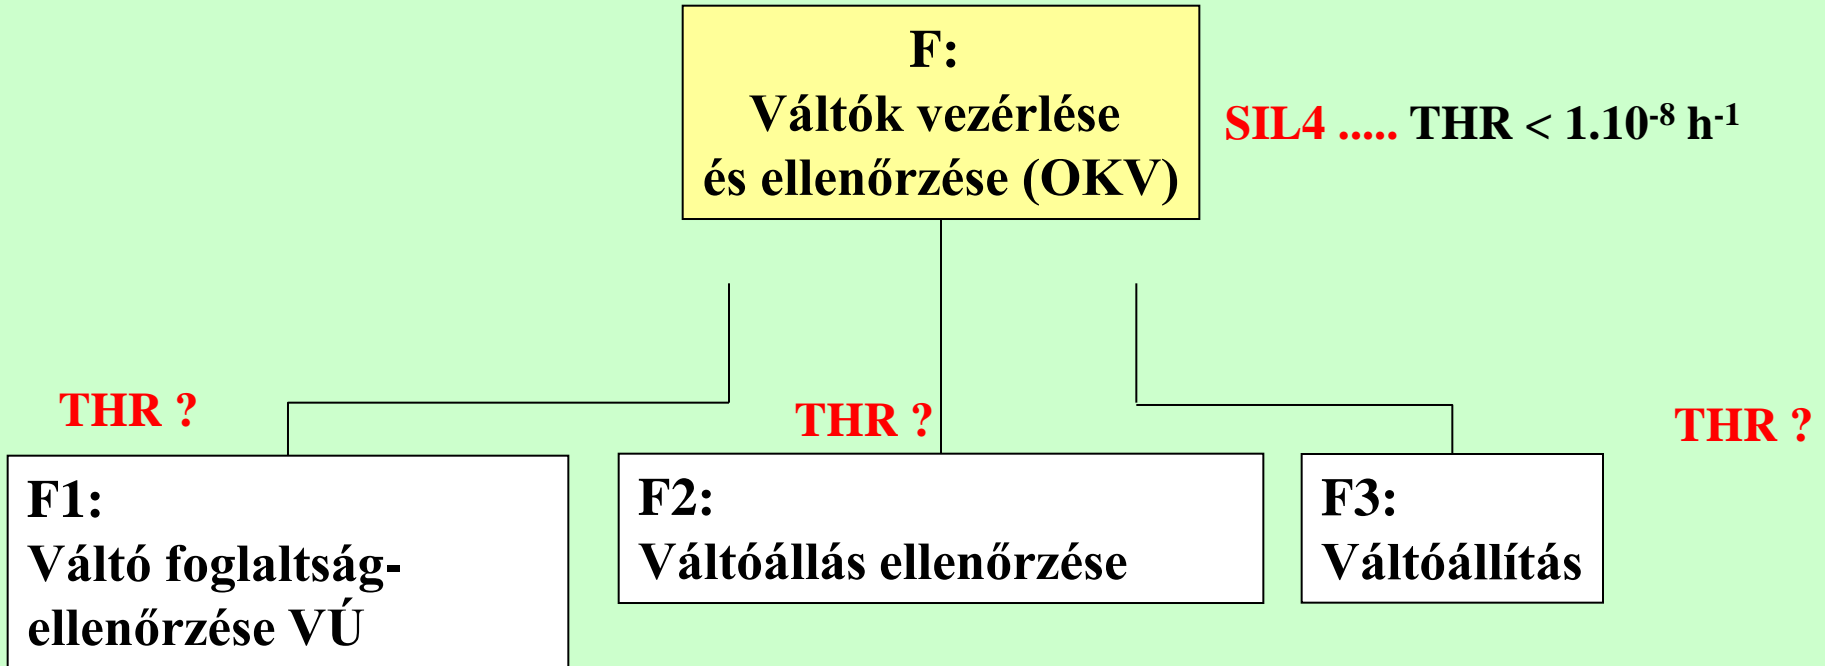 F:
Váltók vezérlése
és ellenőrzése (OKV)
SIL4 ..... THR < 1.10⁻⁸ h⁻¹
THR ?
THR ?
THR ?
F1:
Váltó foglaltság-
ellenőrzése VÚ
F2:
Váltóállás ellenőrzése
F3:
Váltóállítás